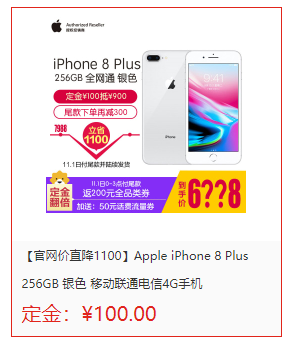 Authorized Reseller
授权经销商
iPhone 8 Plus
256GB 全网通 银色
定金¥100抵¥900
尾款下单再减300
7988
立省
1100
11.1日付尾款并陆续发货
定金
翻倍
11.1日0-3点付尾款
返200元全品类券
加送：50元话费流量券
到
手
价
6??8
iPhone
【官网价直降1100】Apple iPhone 8 Plus
256GB 银色 移动联通电信4G手机
定金：¥100.00